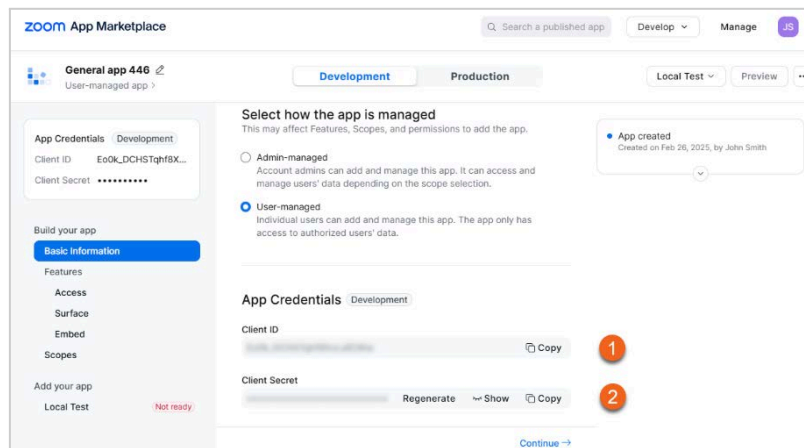 zoom App Marketplace
Search a published app
Develop
Manage
JS
General app 446
User-managed app >
Development
Production
Local Test
Preview
App Credentials Development
Client ID Eo0k_DCHSTqhf8X...
Client Secret ••••••••••
Build your app
Basic Information
Features
Access
Surface
Embed
Scopes
Add your app
Local Test Not ready
Select how the app is managed
This may affect Features, Scopes, and permissions to add the app.
Admin-managed
Account admins can add and manage this app. It can access and
manage users' data depending on the scope selection.
User-managed
Individual users can add and manage this app. The app only has
access to authorized users' data.
App Credentials Development
Client ID
Copy
1
Client Secret
Regenerate Show Copy
2
Continue →
App created
Created on Feb 26, 2025, by John Smith